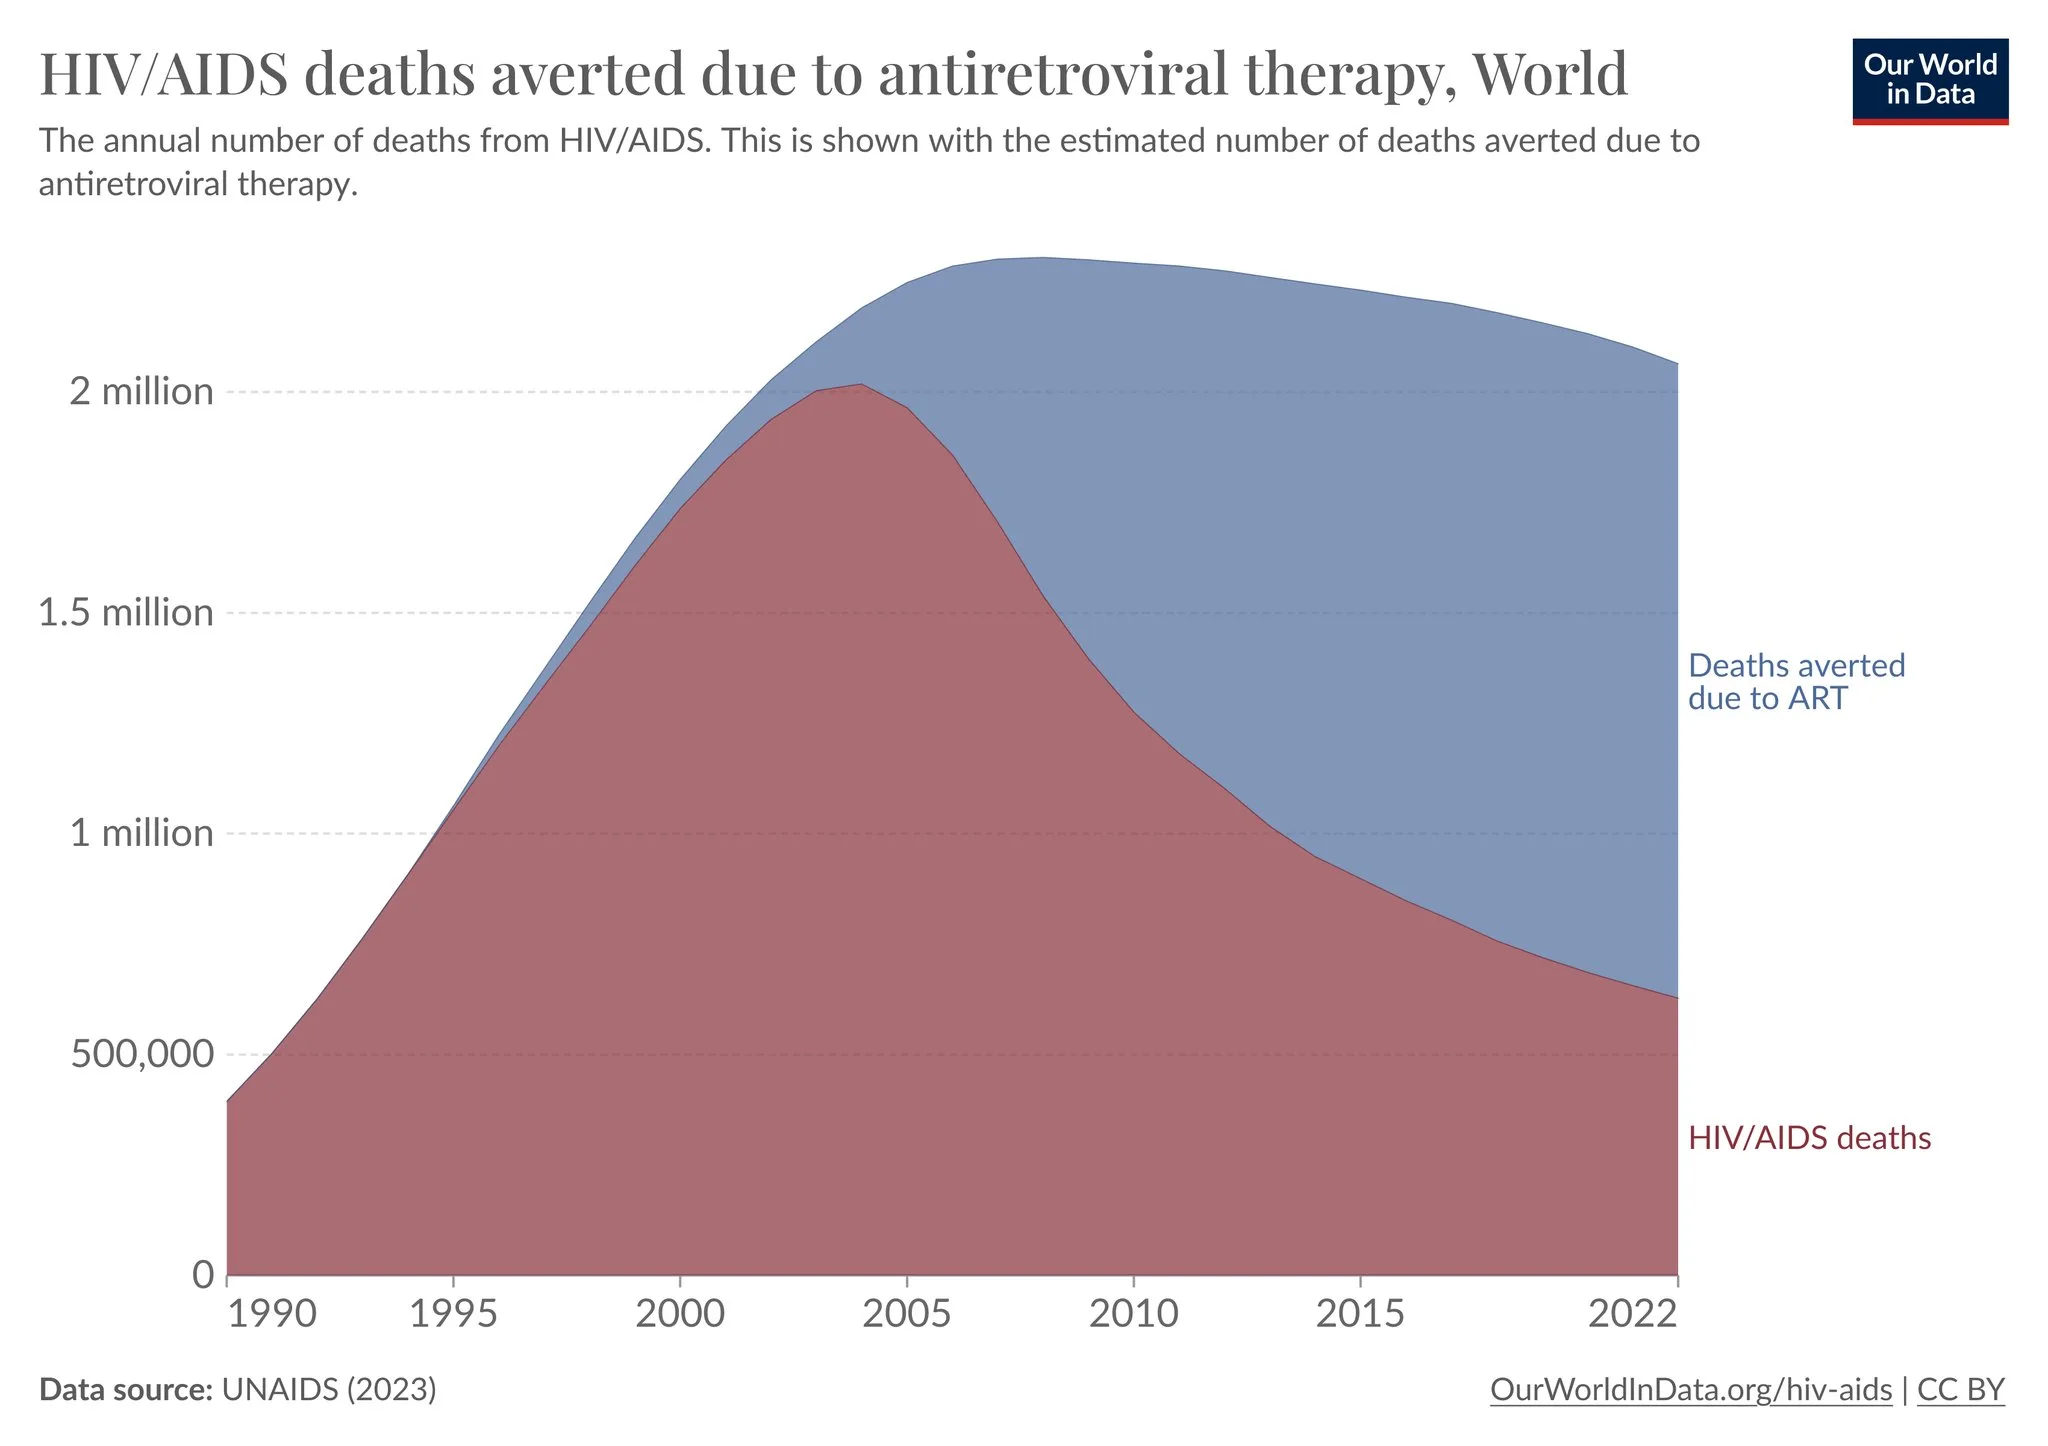 HIV/AIDS deaths averted due to antiretroviral therapy, World
Our World
in Data
The annual number of deaths from HIV/AIDS. This is shown with the estimated number of deaths averted due to
antiretroviral therapy.
2 million
1.5 million
1 million
500,000
0
Deaths averted
due to ART
HIV/AIDS deaths
1990 1995 2000 2005 2010 2015 2022
Data source: UNAIDS (2023)
OurWorldInData.org/hiv-aids | CC BY